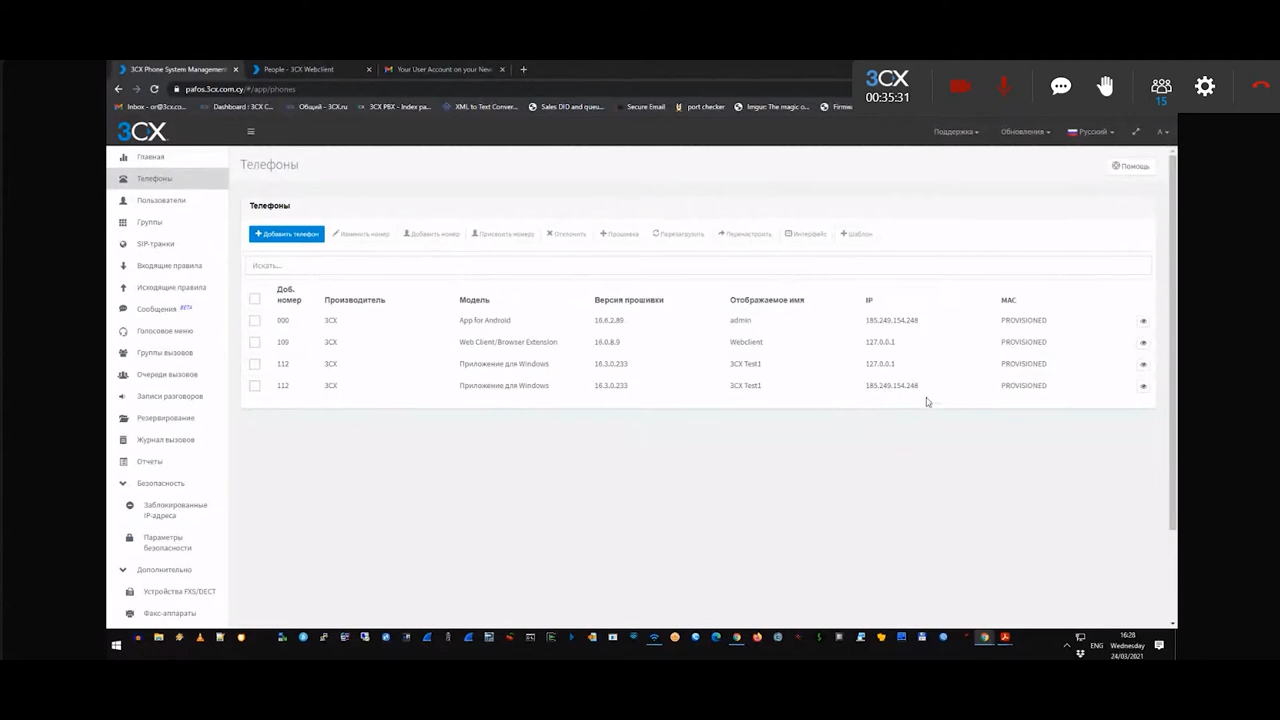 3CX Phone System Management
People - 3CX Webclient
Your User Account on your New
pafos.3cx.com.cy/#/app/phones
Inbox - or@3cx.co...
Dashboard : 3CX C...
Общий - 3CX.ru
3CX PBX - Index pa...
XML to Text Conver...
Sales DID and queu...
Secure Email
port checker
Imgur: The magic o...
Firmw
3CX
00:35:31
15
3CX
Поддержка
Обновления
Русский
A
Главная
Телефоны
Пользователи
Группы
SIP-транки
Входящие правила
Исходящие правила
Сообщения BETA
Голосовое меню
Группы вызовов
Очереди вызовов
Записи разговоров
Резервирование
Журнал вызовов
Отчеты
Безопасность
Заблокированные
IP-адреса
Параметры
безопасности
Дополнительно
Устройства FXS/DECT
Факс-аппараты
Телефоны
Помощь
Телефоны
+ Добавить телефон
Изменить номер
Добавить номер
Присвоить номеру
Отклонить
Прошивка
Перезагрузить
Перенастроить
Интерфейс
Шаблон
Искать...
Доб. номер Производитель Модель Версия прошивки Отображаемое имя IP MAC
000 3CX App for Android 16.6.2.89 admin 185.249.154.248 PROVISIONED
109 3CX Web Client/Browser Extension 16.0.8.9 Webclient 127.0.0.1 PROVISIONED
112 3CX Приложение для Windows 16.3.0.233 3CX Test1 127.0.0.1 PROVISIONED
112 3CX Приложение для Windows 16.3.0.233 3CX Test1 185.249.154.248 PROVISIONED
ENG
16:28
Wednesday
24/03/2021